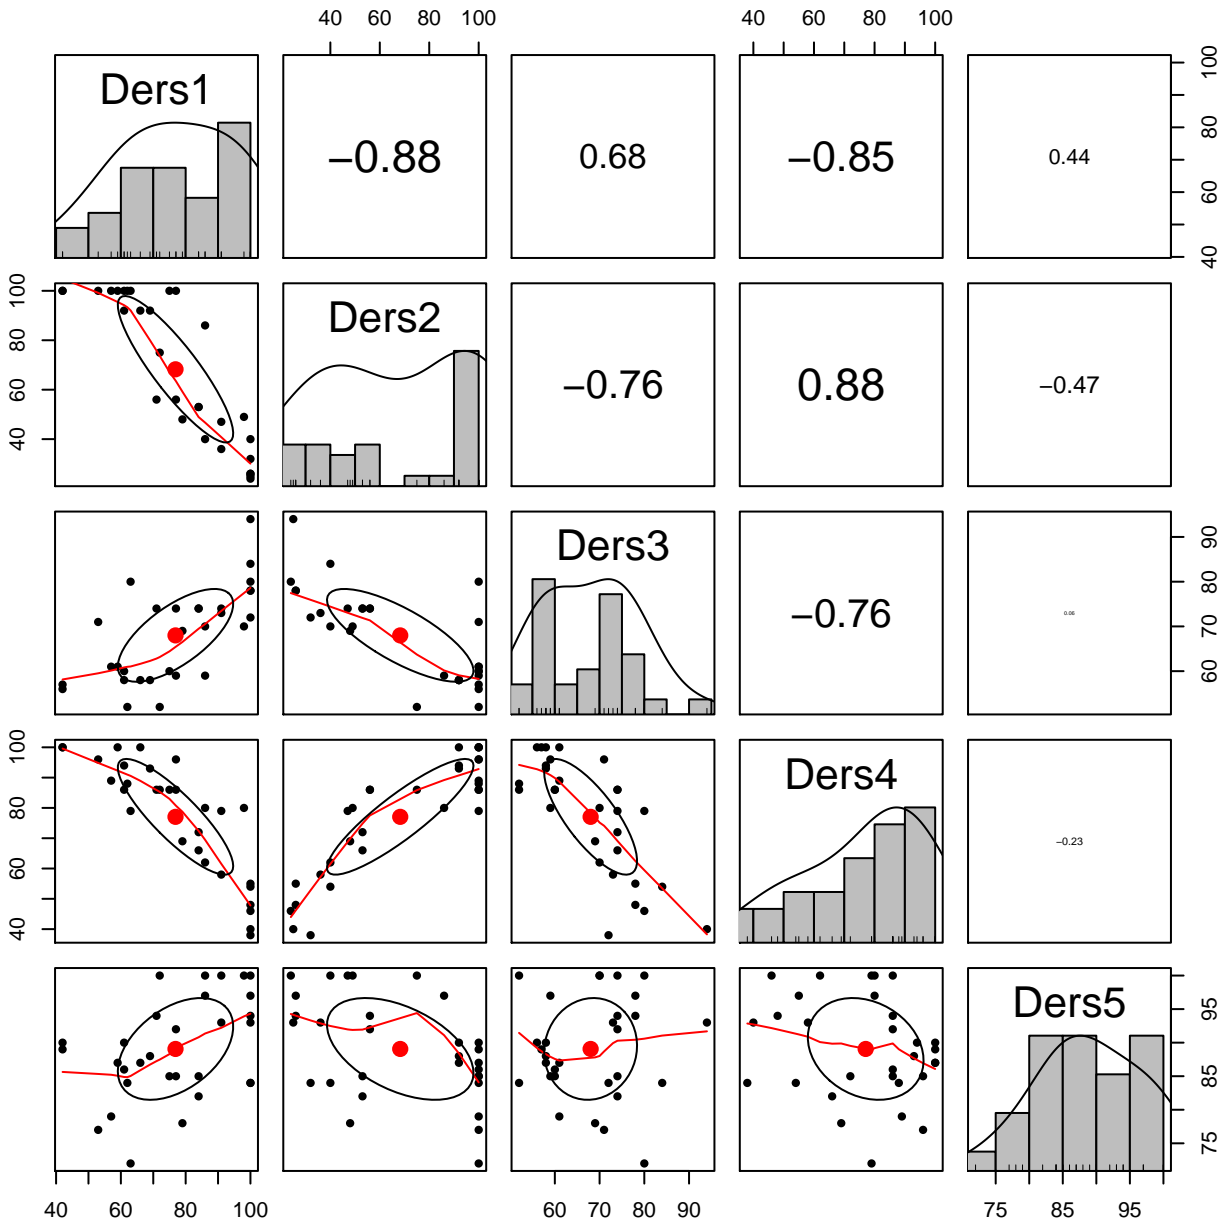 40 60 80 100 40 60 80 100
Ders1 −0.88 0.68 −0.85 0.44 40 60 80 100
40 60 80 100 Ders2 −0.76 0.88 −0.47
Ders3 −0.76 0.06 60 70 80 90
40 60 80 100 Ders4 −0.23
Ders5 75 85 95
40 60 80 100 60 70 80 90 75 85 95